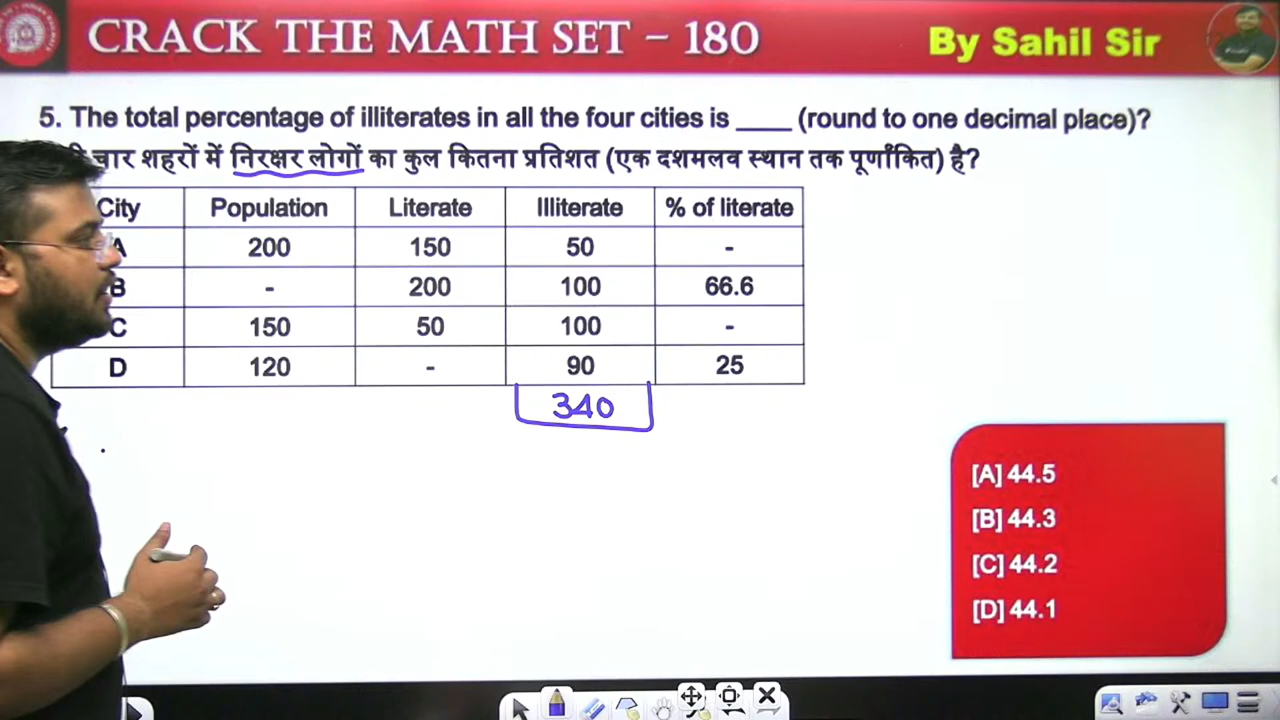 CRACK THE MATH SET – 180
By Sahil Sir
5. The total percentage of illiterates in all the four cities is ____ (round to one decimal place)?
चार शहरों में निरक्षर लोगों का कुल कितना प्रतिशत (एक दशमलव स्थान तक पूर्णांकित) है?
City Population Literate Illiterate % of literate
A 200 150 50 -
B - 200 100 66.6
C 150 50 100 -
D 120 - 90 25
340
[A] 44.5
[B] 44.3
[C] 44.2
[D] 44.1